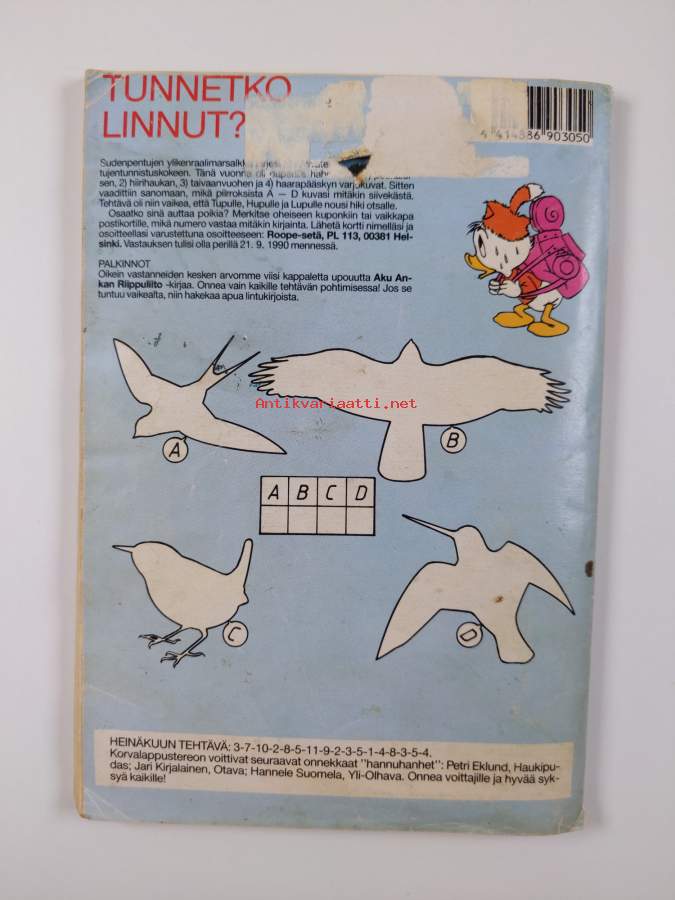 TUNNETKO
LINNUT?
4 414886 903050
Sudenpentujen ylikenraalimarsalkka
tujentunnistuskokeen. Tänä vuonna oli
sen, 2) hiirihaukan, 3) taivaanvuohen ja 4) haarapääskyn varjokuvat. Sitten
vaadittiin sanomaan, mikä piirroksista A — D kuvasi mitäkin siivekästä.
Tehtävä oli niin vaikea, että Tupulle, Hupulle ja Lupulle nousi hiki otsalle.
Osaatko sinä auttaa poikia? Merkitse oheiseen kuponkiin tai vaikkapa
postikortille, mikä numero vastaa mitäkin kirjainta. Lähetä kortti nimelläsi ja
osoitteellasi varustettuna osoitteeseen: Roope-setä, PL 113, 00381 Hel-
sinki. Vastauksen tulisi olla perillä 21. 9. 1990 mennessä.
PALKINNOT
Oikein vastanneiden kesken arvomme viisi kappaletta upouutta Aku An-
kan Riippuliito -kirjaa. Onnea vain kaikille tehtävän pohtimisessa! Jos se
tuntuu vaikealta, niin hakekaa apua lintukirjoista.
Antikvariaatti.net
A
B
A B C D
C
D
HEINÄKUUN TEHTÄVÄ: 3-7-10-2-8-5-11-9-2-3-5-1-4-8-3-5-4.
Korvalappustereon voittivat seuraavat onnekkaat "hannuhanhet": Petri Eklund, Haukipu-
das; Jari Kirjalainen, Otava; Hannele Suomela, Yli-Olhava. Onnea voittajille ja hyvää syk-
syä kaikille!